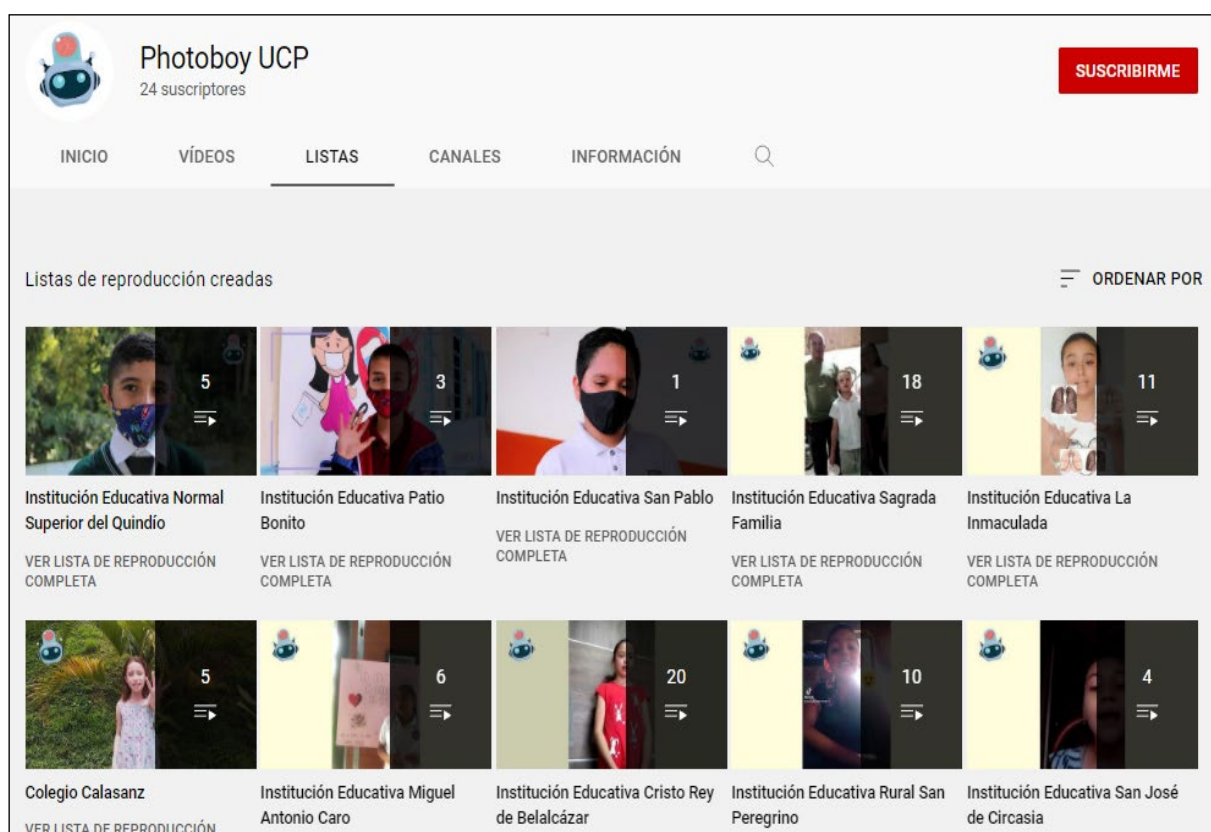 Photoboy UCP
24 suscriptores
SUSCRIBIRME
INICIO
VÍDEOS
LISTAS
CANALES
INFORMACIÓN
Listas de reproducción creadas
ORDENAR POR
5
3
1
18
11
Institución Educativa Normal
Superior del Quindío
VER LISTA DE REPRODUCCIÓN
COMPLETA
Institución Educativa Patio
Bonito
VER LISTA DE REPRODUCCIÓN
COMPLETA
Institución Educativa San Pablo
VER LISTA DE REPRODUCCIÓN
COMPLETA
Institución Educativa Sagrada
Familia
VER LISTA DE REPRODUCCIÓN
COMPLETA
Institución Educativa La
Inmaculada
VER LISTA DE REPRODUCCIÓN
COMPLETA
5
6
20
10
4
Colegio Calasanz
VER LISTA DE REPRODUCCIÓN
Institución Educativa Miguel
Antonio Caro
Institución Educativa Cristo Rey
de Belalcázar
Institución Educativa Rural San
Peregrino
Institución Educativa San José
de Circasia